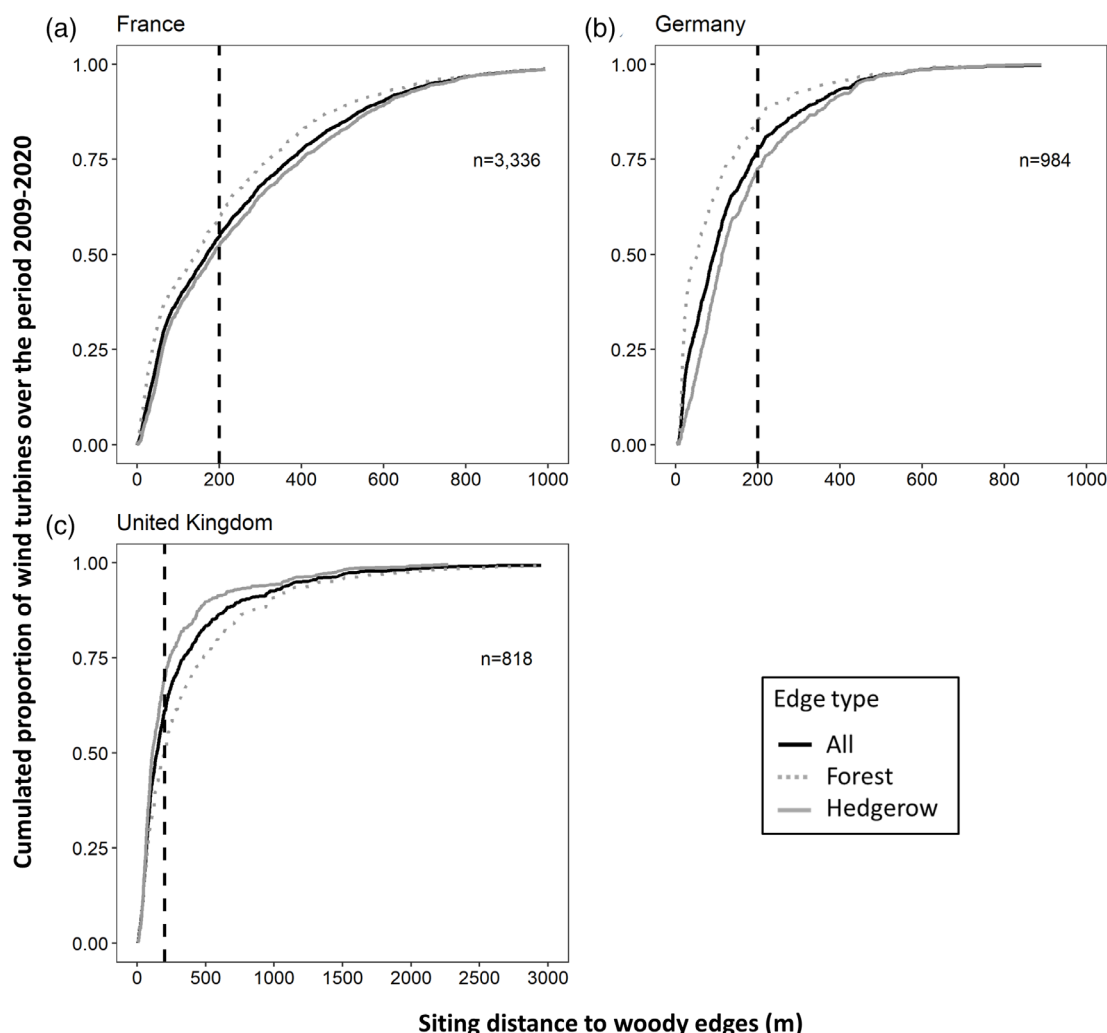 (a)
France
1.00
0.75
0.50
0.25
0.00
n=3,336
0
200
400
600
800
1000
(b)
Germany
1.00
0.75
0.50
0.25
0.00
n=984
0
200
400
600
800
1000
(c)
United Kingdom
1.00
0.75
0.50
0.25
0.00
n=818
0
500
1000
1500
2000
2500
3000
Edge type
All
Forest
Hedgerow
Cumulated proportion of wind turbines over the period 2009-2020
Siting distance to woody edges (m)